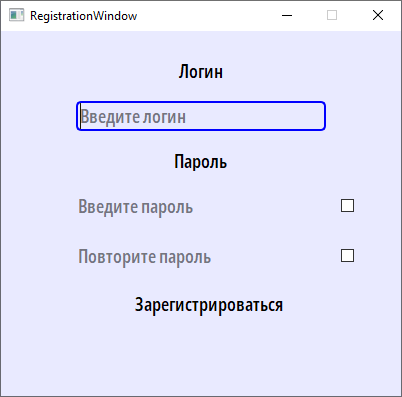 RegistrationWindow
Логин
Введите логин
Пароль
Введите пароль
Повторите пароль
Зарегистрироваться